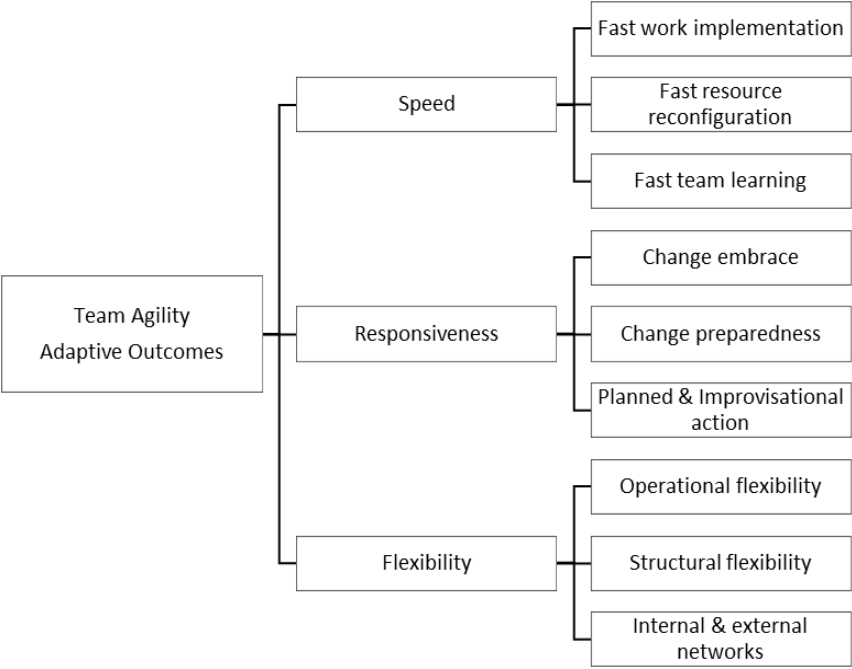 Fast work implementation
Speed
Fast resource
reconfiguration
Fast team learning
Change embrace
Team Agility
Adaptive Outcomes
Responsiveness
Change preparedness
Planned & Improvisational
action
Operational flexibility
Flexibility
Structural flexibility
Internal & external
networks